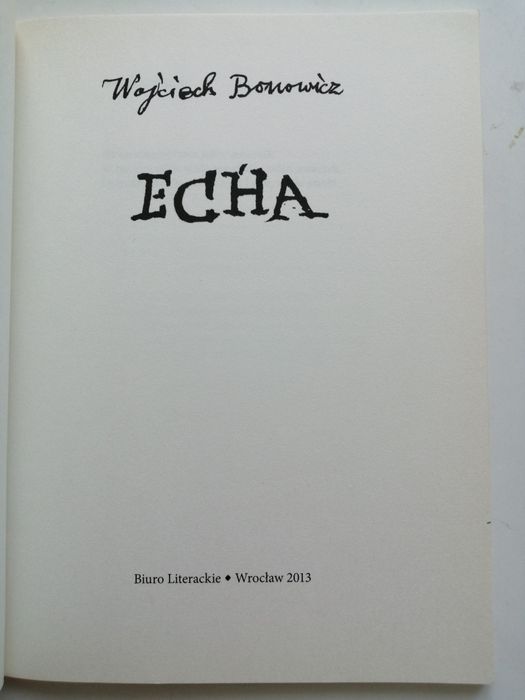 Wojciech Bonowicz
ECHA
Biuro Literackie ◆ Wrocław 2013